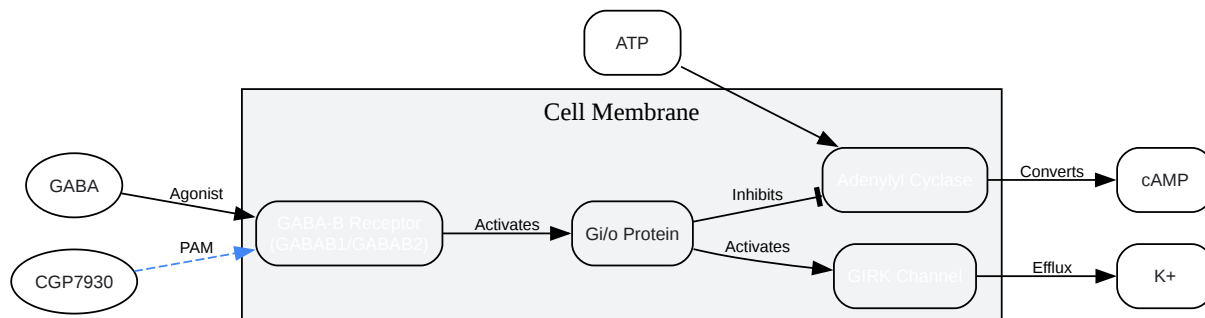 ATP
Cell Membrane
GABA
Agonist
CGP7930
PAM
GABA-B Receptor
(GABAB1/GABAB2)
Activates
Gi/o Protein
Inhibits
Activates
Adenylyl Cyclase
GIRK Channel
Converts
cAMP
Efflux
K+